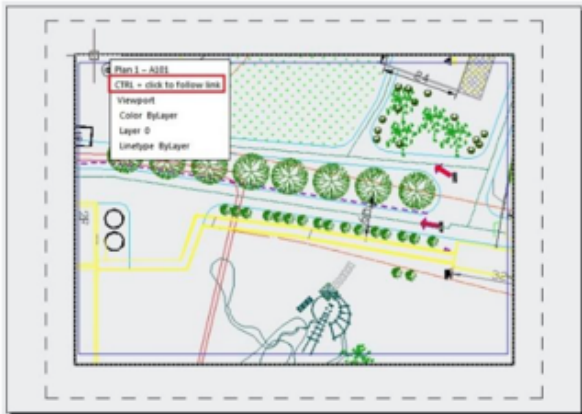 Plan 1 – A101
CTRL + click to follow link
Viewport
Color ByLayer
Layer 0
Linetype ByLayer